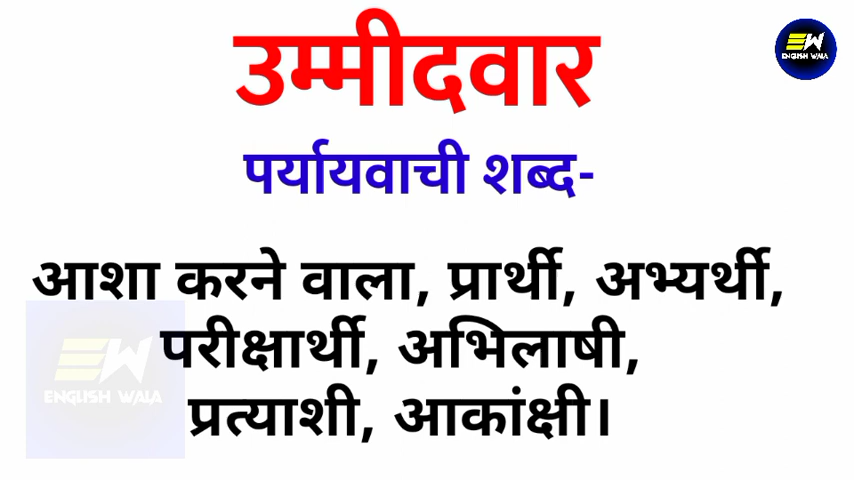 उम्मीदवार
EW
ENGLISH WALA
पर्यायवाची शब्द-
आशा करने वाला, प्रार्थी, अभ्यर्थी,
परीक्षार्थी, अभिलाषी,
प्रत्याशी, आकांक्षी।
EW
ENGLISH WALA